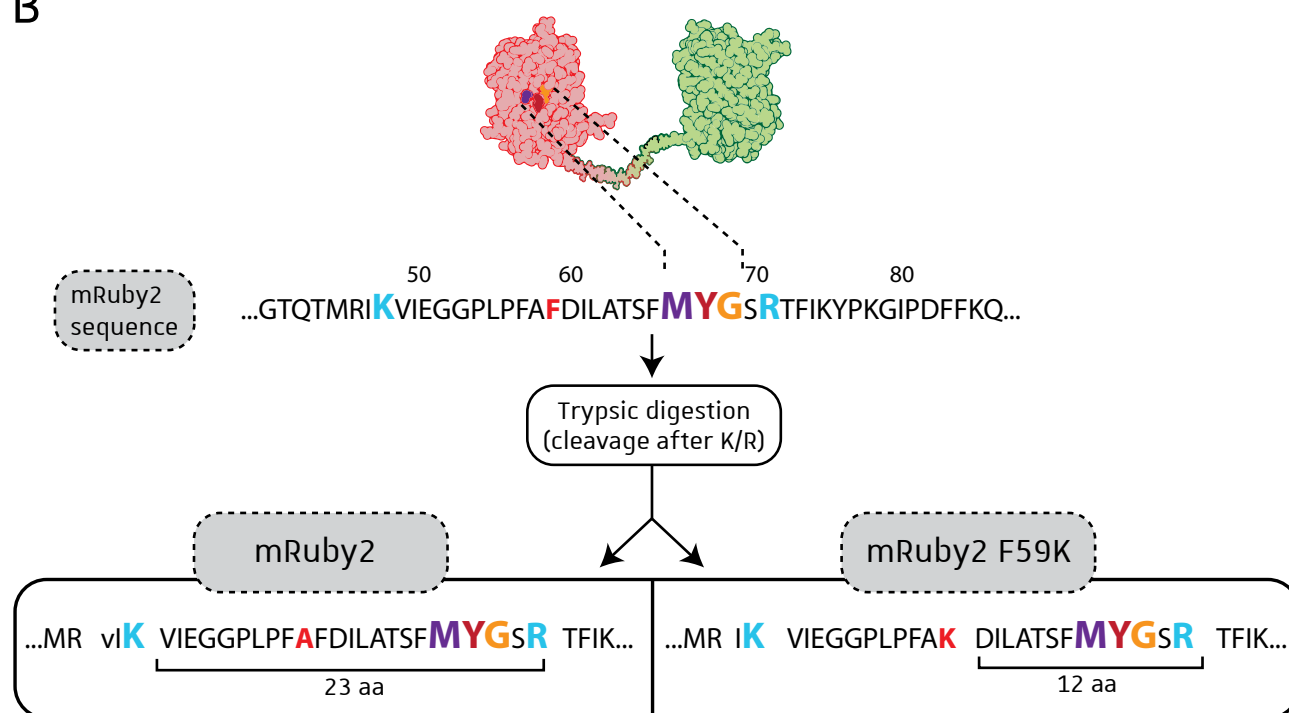 B
50 60 70 80
mRuby2
sequence
...GTQTMRIKVIEGGPLPFAFDILATSFMYGSRTFIKYPKGIPDFFKQ...
Trypsic digestion
(cleavage after K/R)
mRuby2
mRuby2 F59K
...MR vIK VIEGGPLPFAFDILATSFMYGSR TFIK...
...MR IK VIEGGPLPFAK DILATSFMYGSR TFIK...
23 aa
12 aa